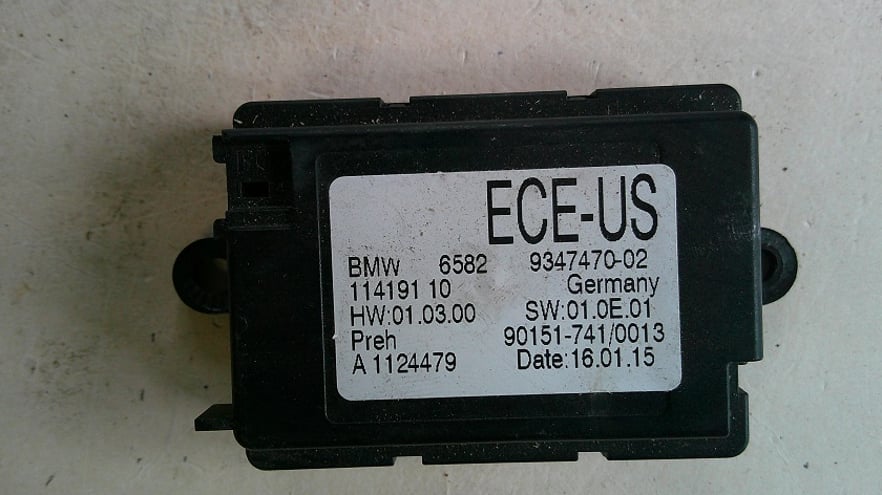 ECE-US
BMW 6582 9347470-02
114191 10 Germany
HW:01.03.00 SW:01.0E.01
Preh 90151-741/0013
A 1124479 Date:16.01.15